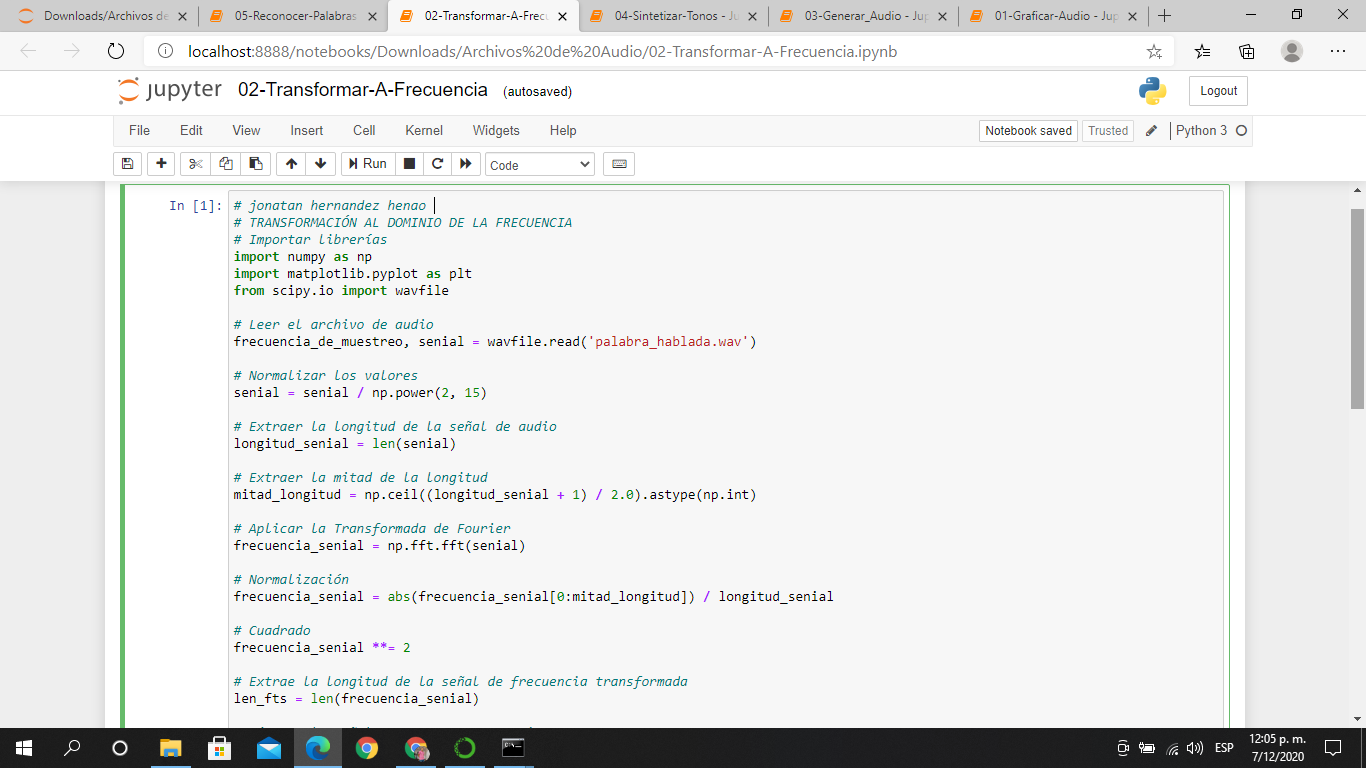 Downloads/Archivos de
05-Reconocer-Palabras
02-Transformar-A-Frecu
04-Sintetizar-Tonos - Ju
03-Generar_Audio - Jup
01-Graficar-Audio - Jup
localhost:8888/notebooks/Downloads/Archivos%20de%20Audio/02-Transformar-A-Frecuencia.ipynb
jupyter 02-Transformar-A-Frecuencia (autosaved)
Logout
File Edit View Insert Cell Kernel Widgets Help
Notebook saved Trusted Python 3
Run Code
In [1]: # jonatan hernandez henao
# TRANSFORMACIÓN AL DOMINIO DE LA FRECUENCIA
# Importar librerías
import numpy as np
import matplotlib.pyplot as plt
from scipy.io import wavfile
# Leer el archivo de audio
frecuencia_de_muestreo, senial = wavfile.read('palabra_hablada.wav')
# Normalizar los valores
senial = senial / np.power(2, 15)
# Extraer la longitud de la señal de audio
longitud_senial = len(senial)
# Extraer la mitad de la longitud
mitad_longitud = np.ceil((longitud_senial + 1) / 2.0).astype(np.int)
# Aplicar la Transformada de Fourier
frecuencia_senial = np.fft.fft(senial)
# Normalización
frecuencia_senial = abs(frecuencia_senial[0:mitad_longitud]) / longitud_senial
# Cuadrado
frecuencia_senial **= 2
# Extrae la longitud de la señal de frecuencia transformada
len_fts = len(frecuencia_senial)
ESP
12:05 p. m.
7/12/2020